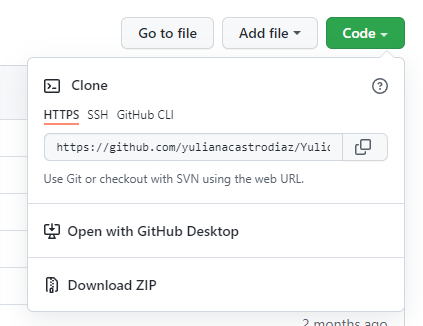 Go to file Add file Code
Clone
HTTPS SSH GitHub CLI
https://github.com/yulianacastrodiaz/Yulic
Use Git or checkout with SVN using the web URL.
Open with GitHub Desktop
Download ZIP
2 months ago